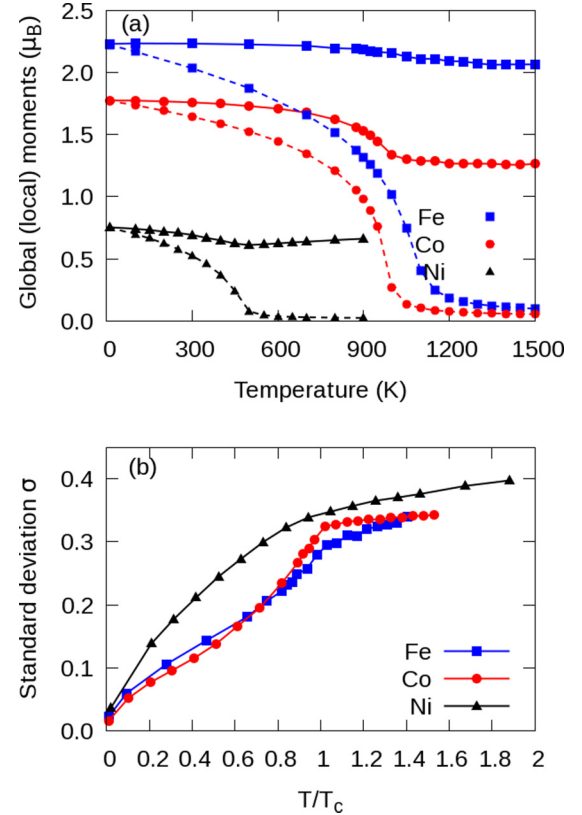 (a)
Global (local) moments (μB)
2.5
2.0
1.5
1.0
0.5
0.0
Fe
Co
Ni
0 300 600 900 1200 1500
Temperature (K)
(b)
Standard deviation σ
0.4
0.3
0.2
0.1
0.0
Fe
Co
Ni
0 0.2 0.4 0.6 0.8 1 1.2 1.4 1.6 1.8 2
T/Tc